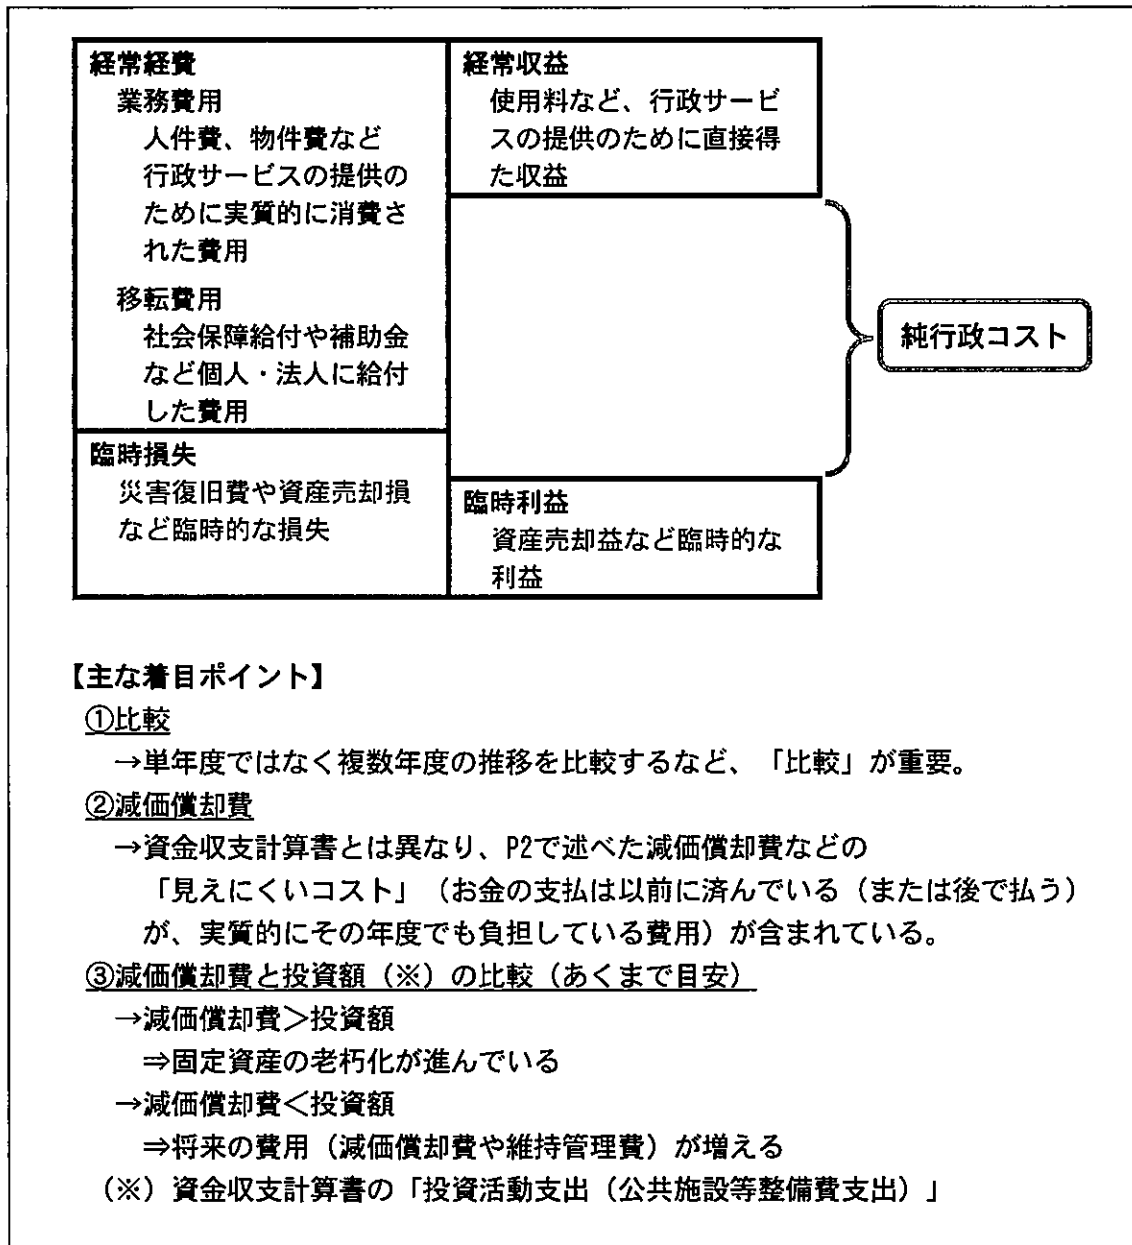 経常経費
業務費用
人件費、物件費など
行政サービスの提供の
ために実質的に消費さ
れた費用
移転費用
社会保障給付や補助金
など個人・法人に給付
した費用
臨時損失
災害復旧費や資産売却損
など臨時的な損失
経常収益
使用料など、行政サービ
スの提供のために直接得
た収益
臨時利益
資産売却益など臨時的な
利益
純行政コスト
【主な着目ポイント】
①比較
→単年度ではなく複数年度の推移を比較するなど、「比較」が重要。
②減価償却費
→資金収支計算書とは異なり、P2で述べた減価償却費などの
「見えにくいコスト」（お金の支払は以前に済んでいる（または後で払う）
が、実質的にその年度でも負担している費用）が含まれている。
③減価償却費と投資額（※）の比較（あくまで目安）
→減価償却費＞投資額
⇒固定資産の老朽化が進んでいる
→減価償却費＜投資額
⇒将来の費用（減価償却費や維持管理費）が増える
（※）資金収支計算書の「投資活動支出（公共施設等整備費支出）」